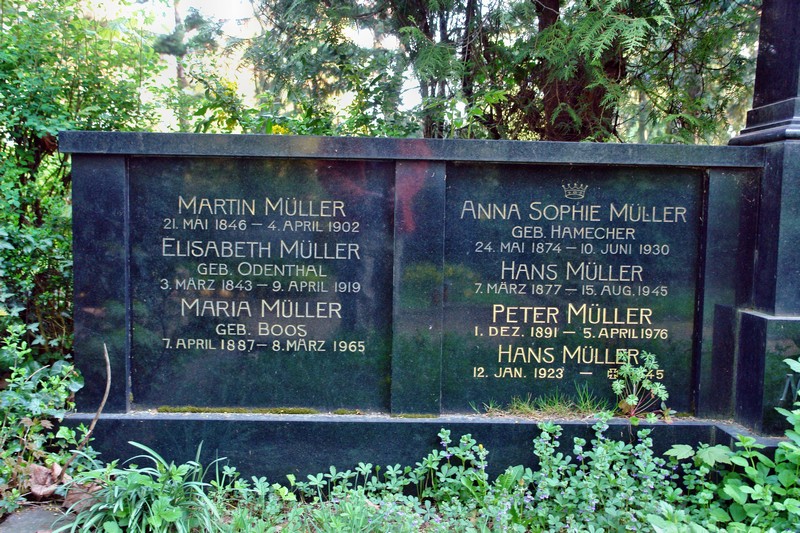 MARTIN MÜLLER
21. MAI 1846 – 4. APRIL 1902
ELISABETH MÜLLER
GEB. ODENTHAL
3. MÄRZ 1843 – 9. APRIL 1919
MARIA MÜLLER
GEB. BOOS
7. APRIL 1887 – 8. MÄRZ 1965
ANNA SOPHIE MÜLLER
GEB. HAMECHER
24. MAI 1874 – 10. JUNI 1930
HANS MÜLLER
7. MÄRZ 1877 – 15. AUG. 1945
PETER MÜLLER
1. DEZ. 1891 – 5. APRIL 1976
HANS MÜLLER
12. JAN. 1923 –